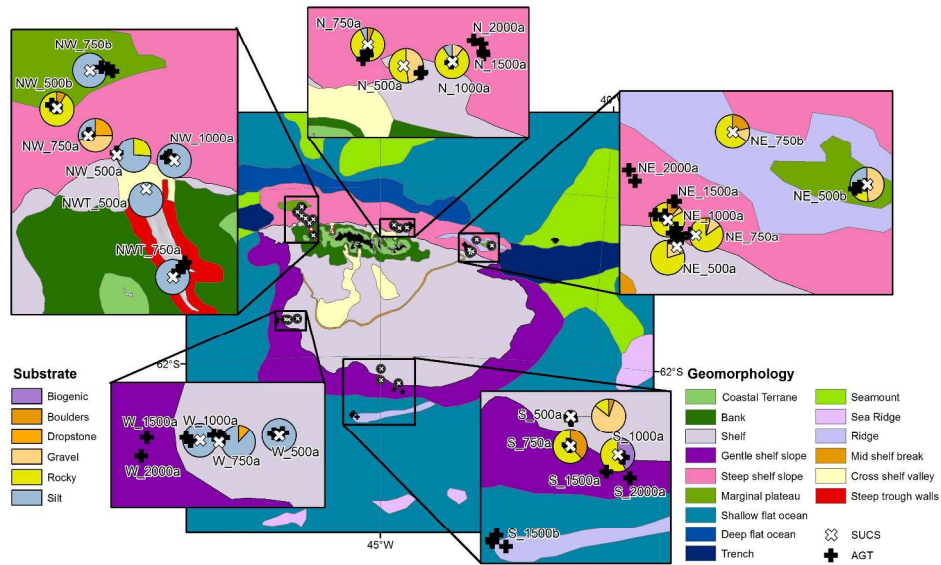 NW_750b
NW_500b
NW_750a
NW_500a
NW_1000a
NWT_500a
NWT_750a
N_750a
N_2000a
N_500a
N_1000a
N_1500a
40°
NE_750b
NE_2000a
NE_1500a
NE_500b
NE_1000a
NE_750a
NE_500a
62°S
62°S
W_1500a
W_1000a
W_500a
W_750a
W_2000a
S_500a
S_750a
S_1000a
S_1500a
S_2000a
S_1500b
45°W
Substrate
Biogenic
Boulders
Dropstone
Gravel
Rocky
Silt
Geomorphology
Coastal Terrane
Bank
Shelf
Gentle shelf slope
Steep shelf slope
Marginal plateau
Shallow flat ocean
Deep flat ocean
Trench
Seamount
Sea Ridge
Ridge
Mid shelf break
Cross shelf valley
Steep trough walls
SUCS
AGT